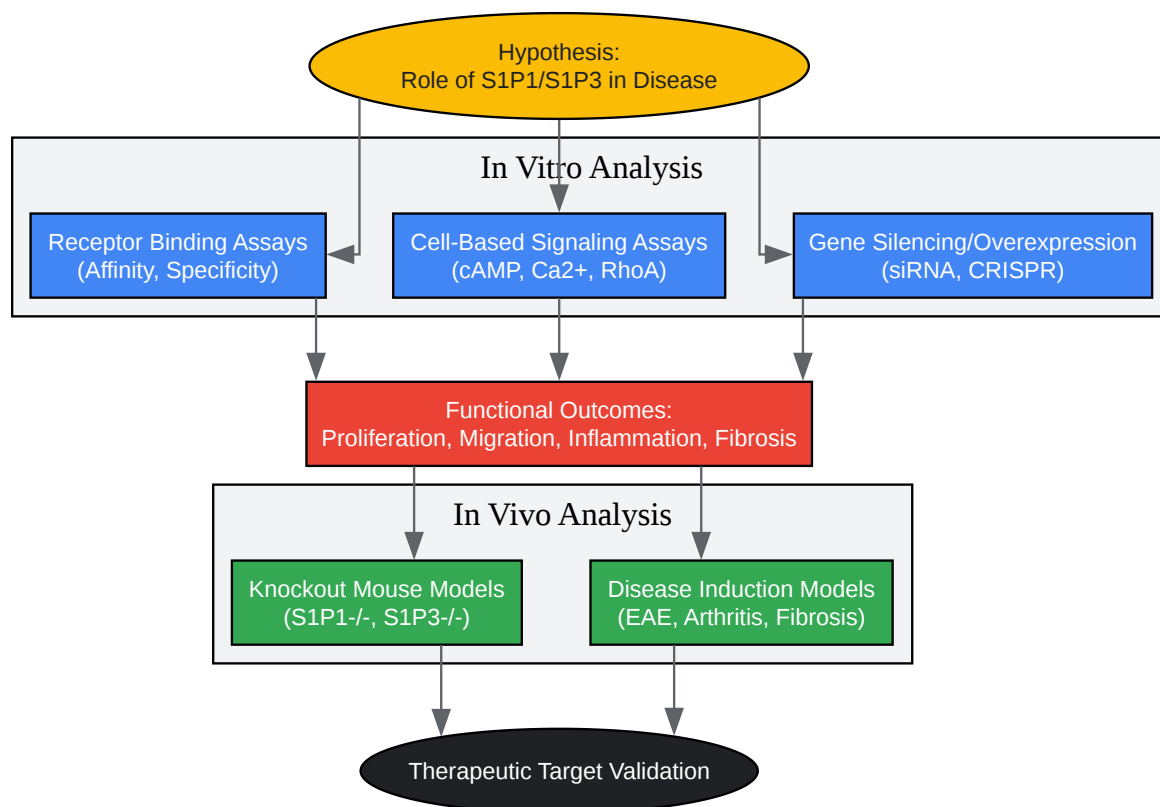 Hypothesis:
Role of S1P1/S1P3 in Disease
In Vitro Analysis
Receptor Binding Assays
(Affinity, Specificity)
Cell-Based Signaling Assays
(cAMP, Ca2+, RhoA)
Gene Silencing/Overexpression
(siRNA, CRISPR)
Functional Outcomes:
Proliferation, Migration, Inflammation, Fibrosis
In Vivo Analysis
Knockout Mouse Models
(S1P1-/-, S1P3-/-)
Disease Induction Models
(EAE, Arthritis, Fibrosis)
Therapeutic Target Validation